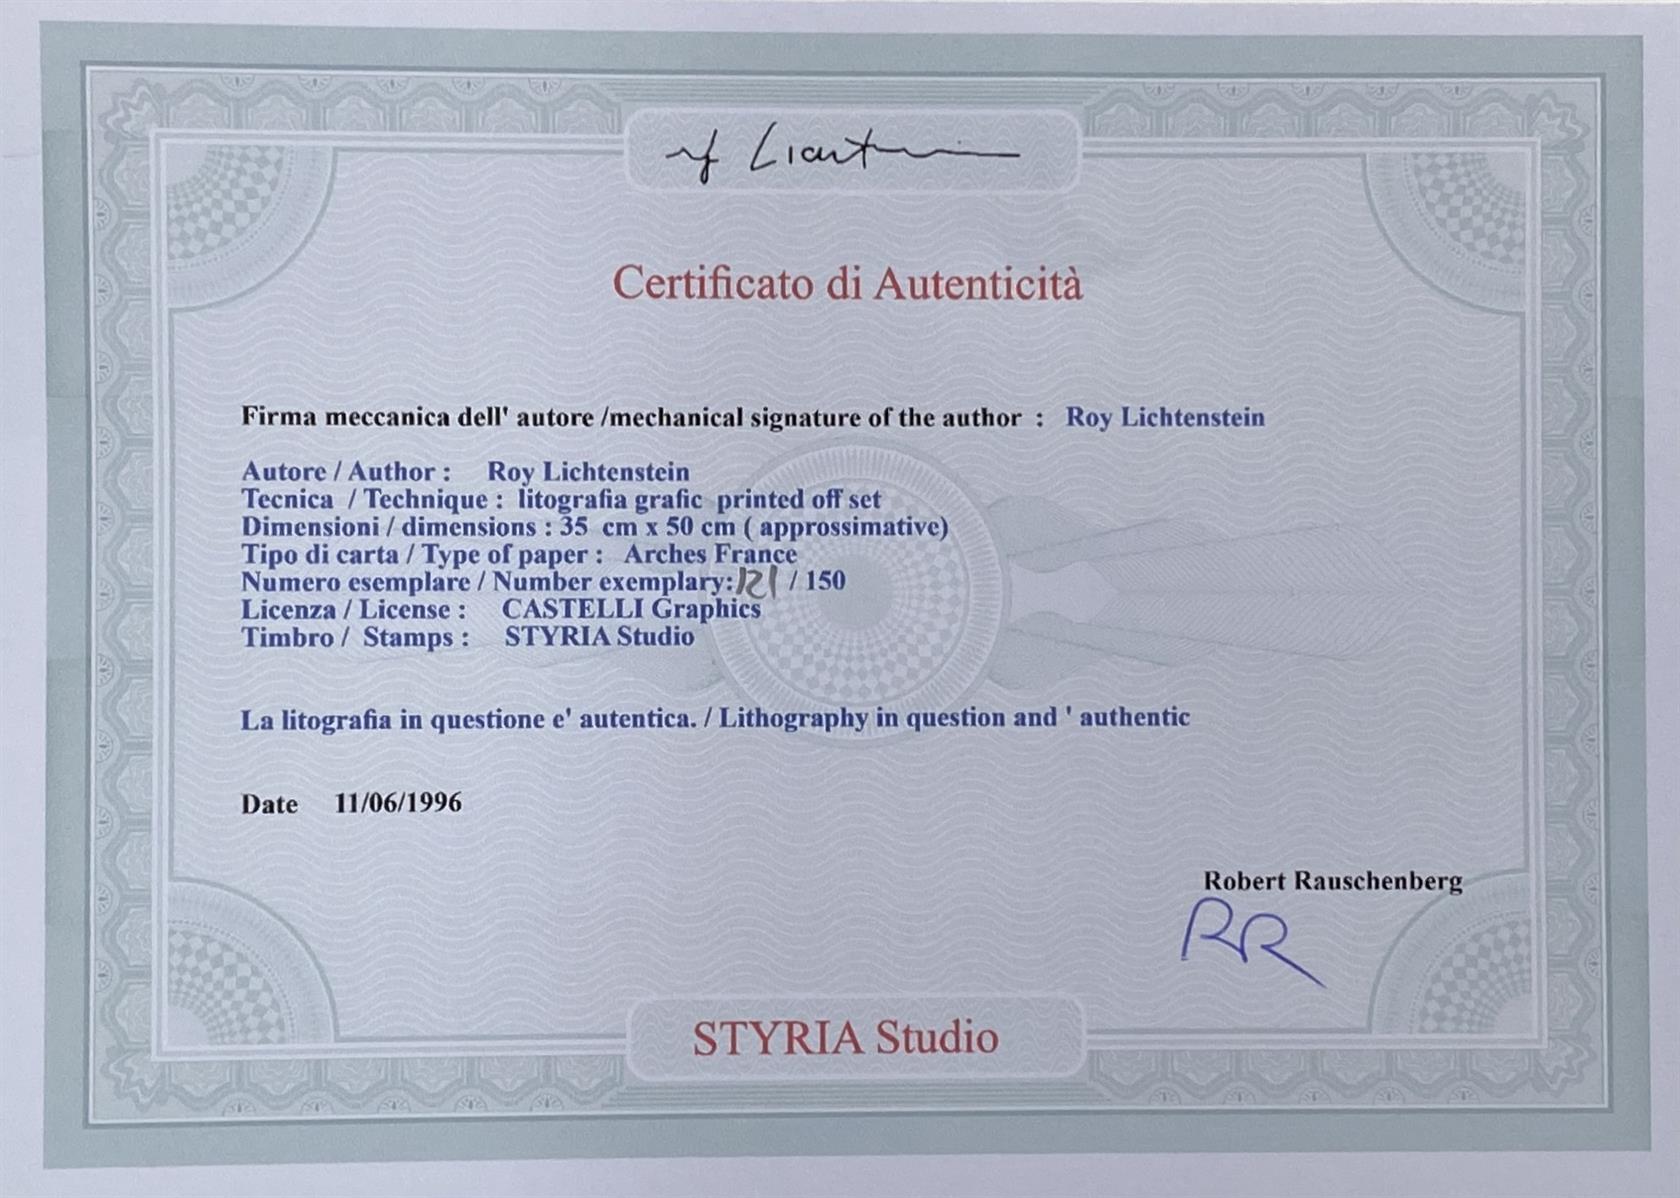 rf Licht
Certificato di Autenticità
Firma meccanica dell' autore /mechanical signature of the author : Roy Lichtenstein
Autore / Author : Roy Lichtenstein
Tecnica / Technique : litografia grafic printed off set
Dimensioni / dimensions : 35 cm x 50 cm ( approssimative)
Tipo di carta / Type of paper : Arches France
Numero esemplare / Number exemplary: 121 / 150
Licenza / License : CASTELLI Graphics
Timbro / Stamps : STYRIA Studio
La litografia in questione e' autentica. / Lithography in question and ' authentic
Date 11/06/1996
Robert Rauschenberg
RR
STYRIA Studio